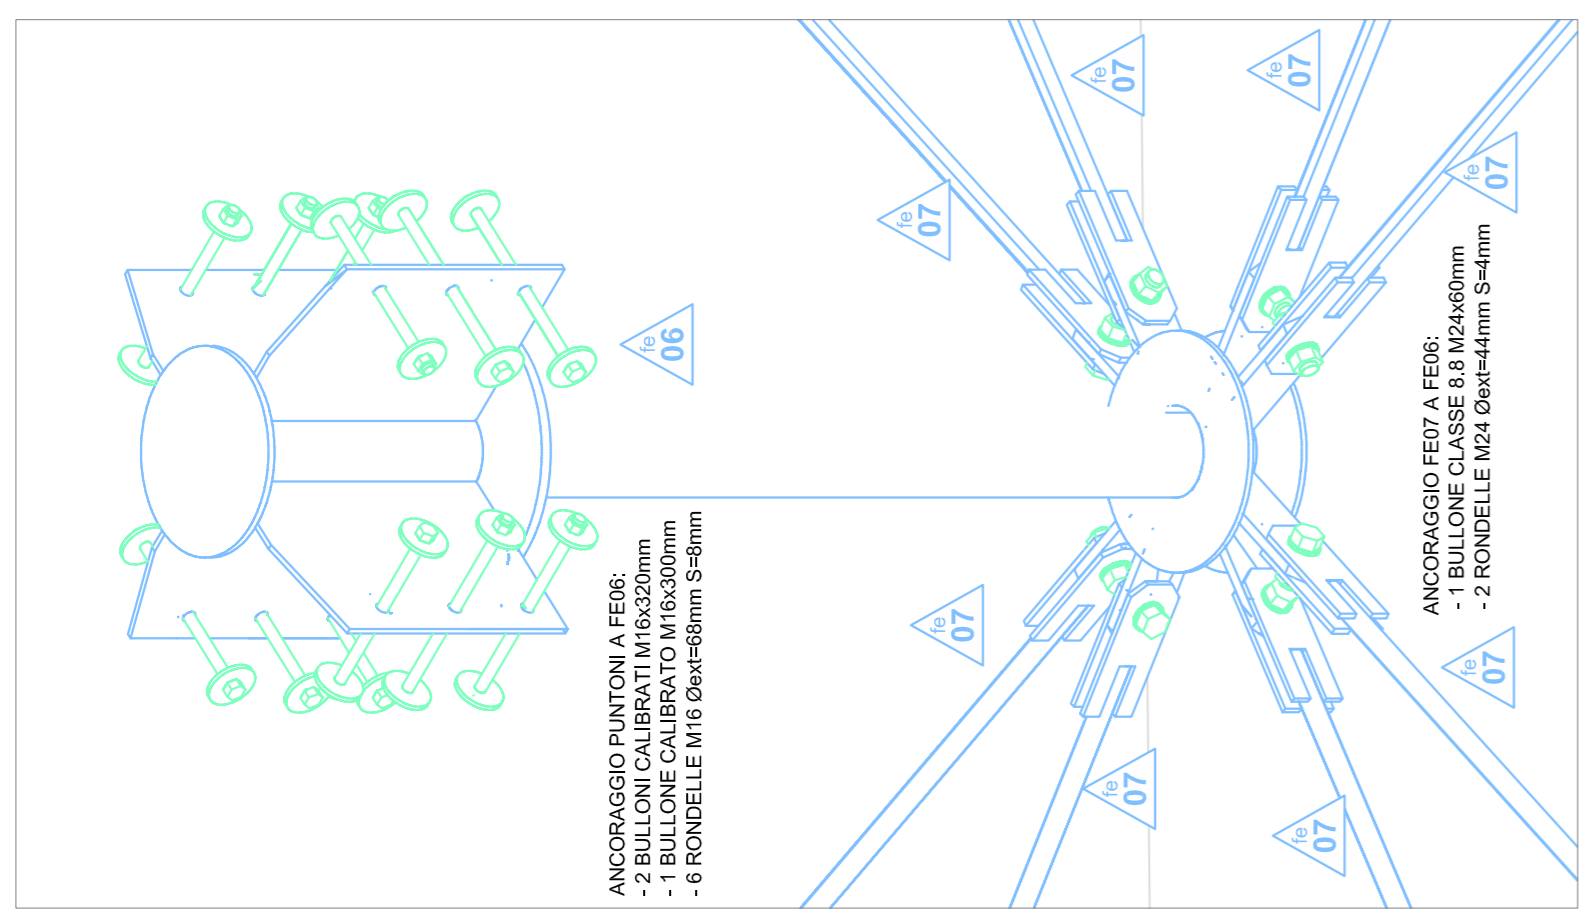 fe
06
ANCORAGGIO PUNTONI A FE06:
- 2 BULLONI CALIBRATI M16x320mm
- 1 BULLONE CALIBRATO M16x300mm
- 6 RONDELLE M16 Øext=68mm S=8mm
fe
07
fe
07
fe
07
fe
07
fe
07
fe
07
fe
07
fe
07
ANCORAGGIO FE07 A FE06:
- 1 BULLONE CLASSE 8.8 M24x60mm
- 2 RONDELLE M24 Øext=44mm S=4mm